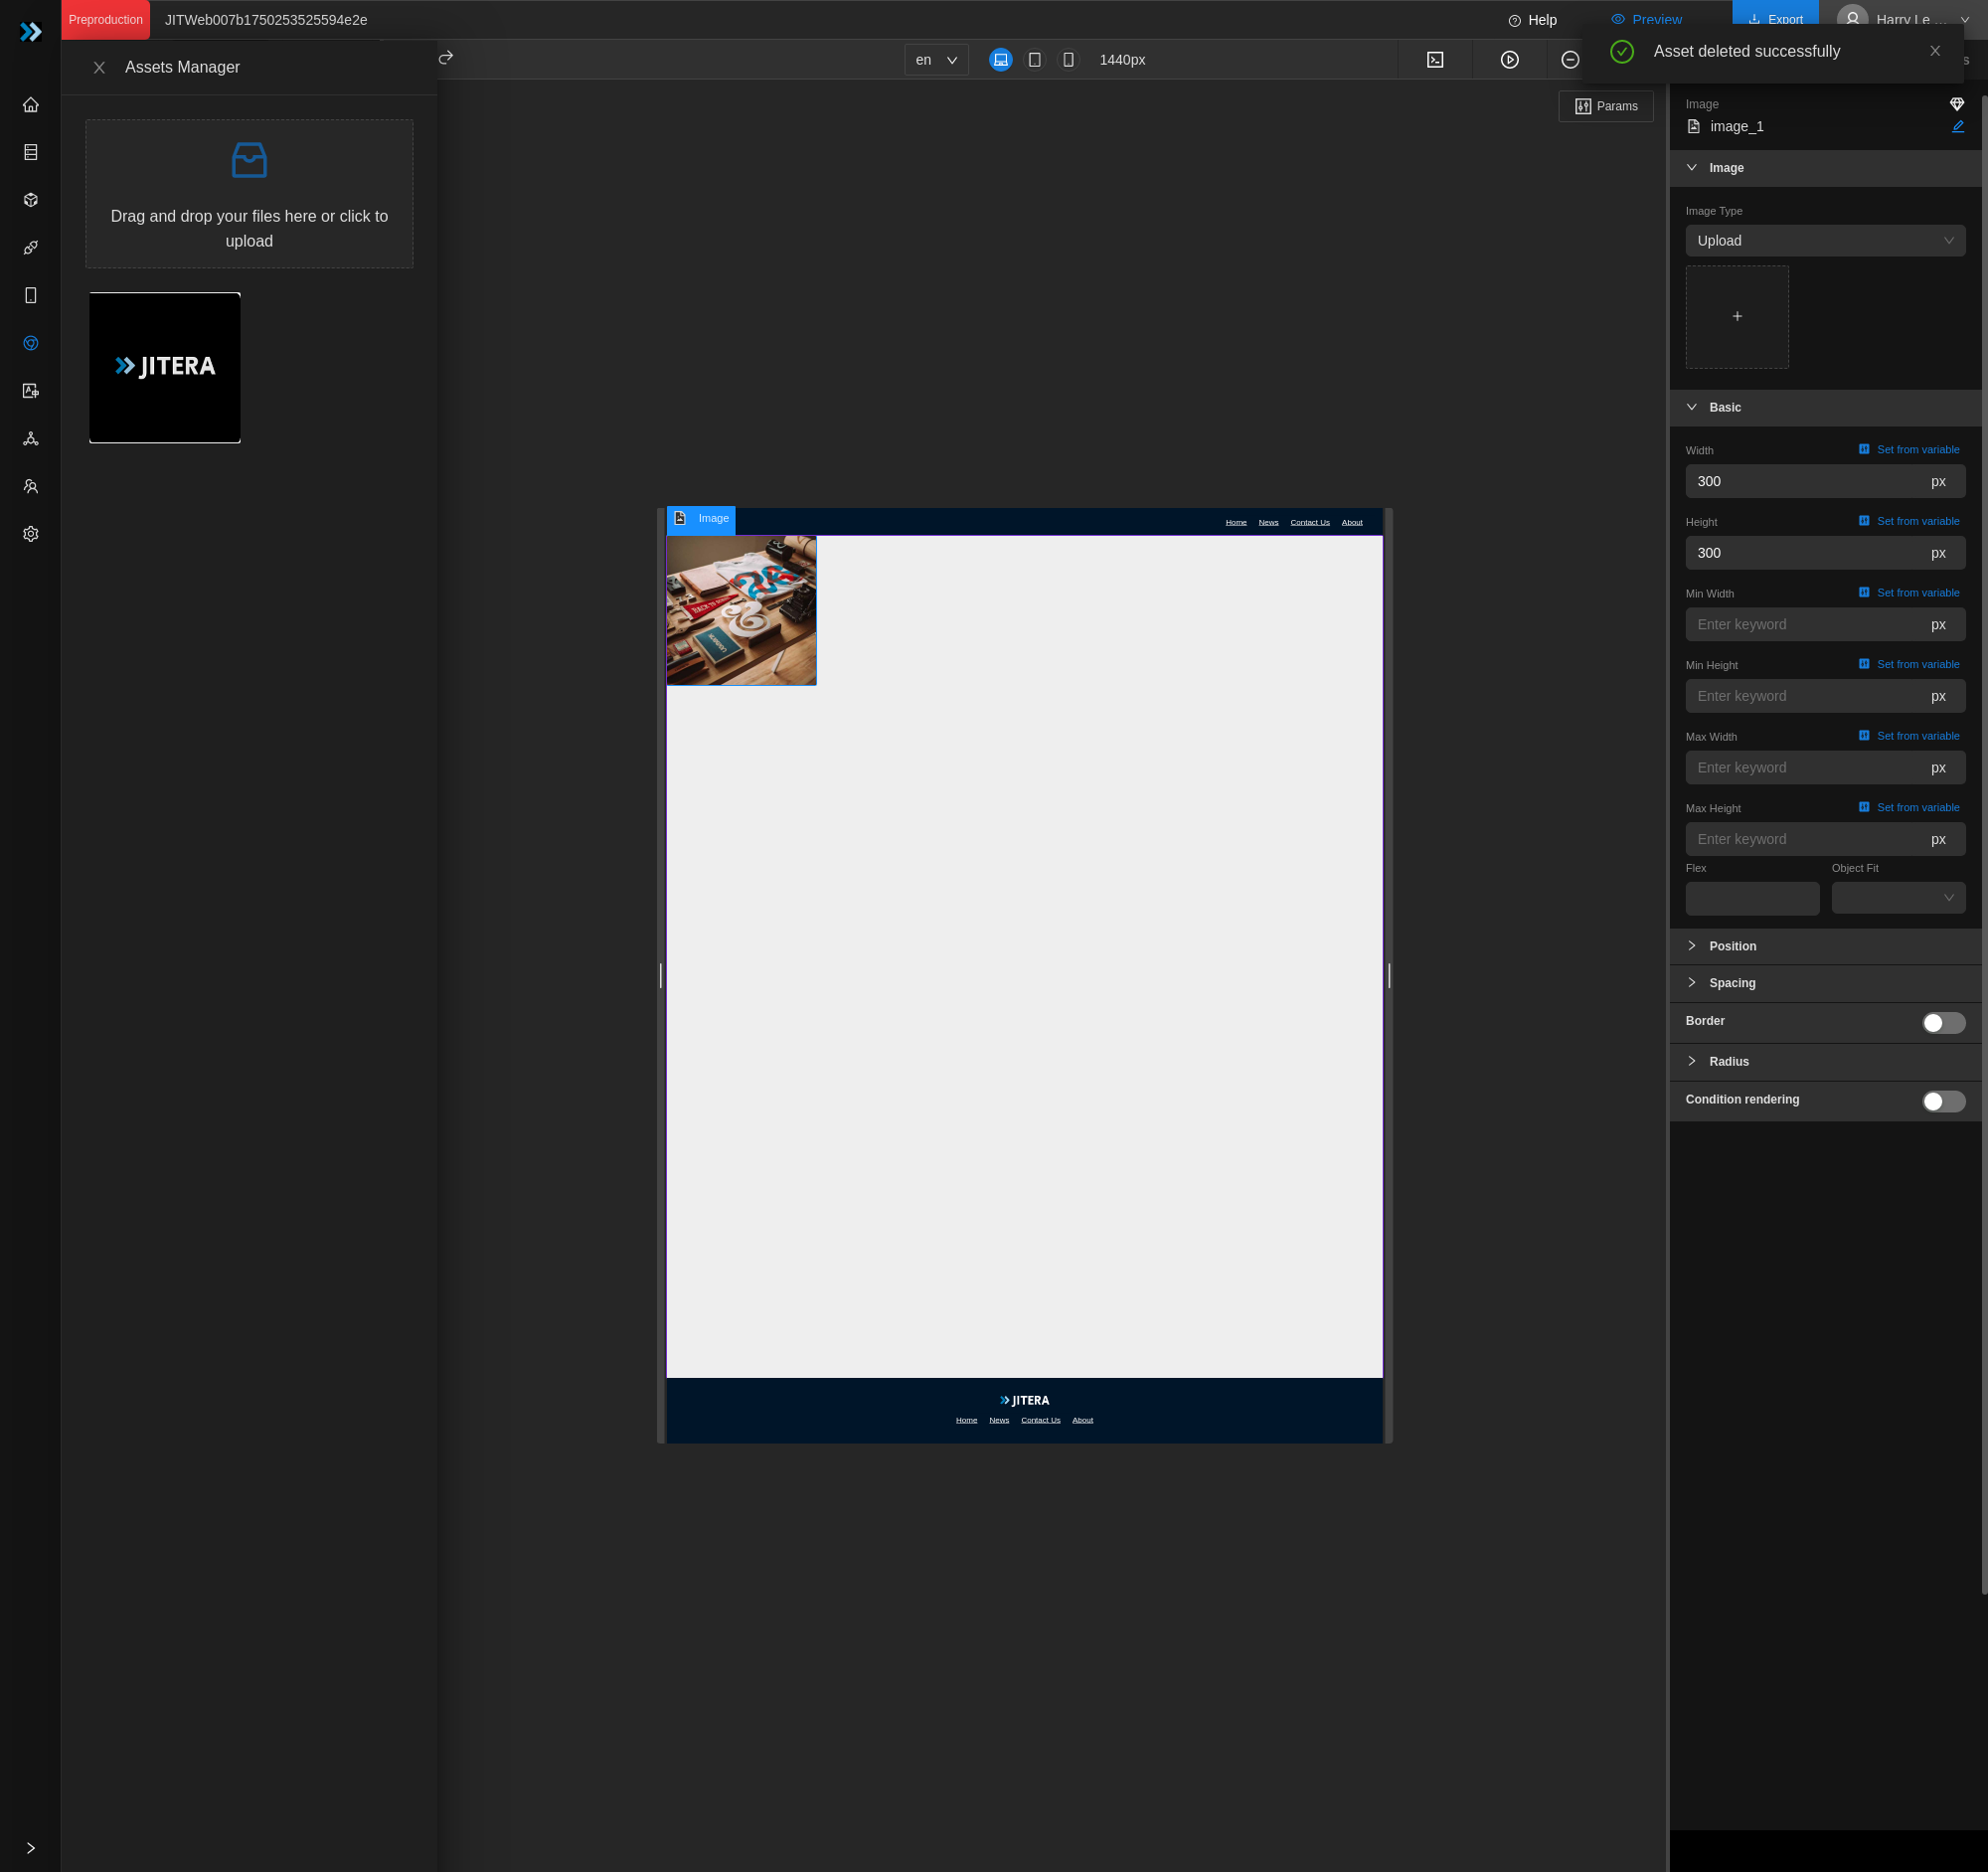 Preproduction
JITWeb007b1750253525594e2e
Help
Preview
Export
Harry Le ...
Assets Manager
en
1440px
Asset deleted successfully
Params
Drag and drop your files here or click to
upload
JITERA
Image
image_1
Image
Image Type
Upload
Basic
Width
Set from variable
300
px
Height
Set from variable
300
px
Min Width
Set from variable
Enter keyword
px
Min Height
Set from variable
Enter keyword
px
Max Width
Set from variable
Enter keyword
px
Max Height
Set from variable
Enter keyword
px
Flex
Object Fit
Position
Spacing
Border
Radius
Condition rendering
Image
Home
News
Contact Us
About
BACK TO
JITERA
Home
News
Contact Us
About